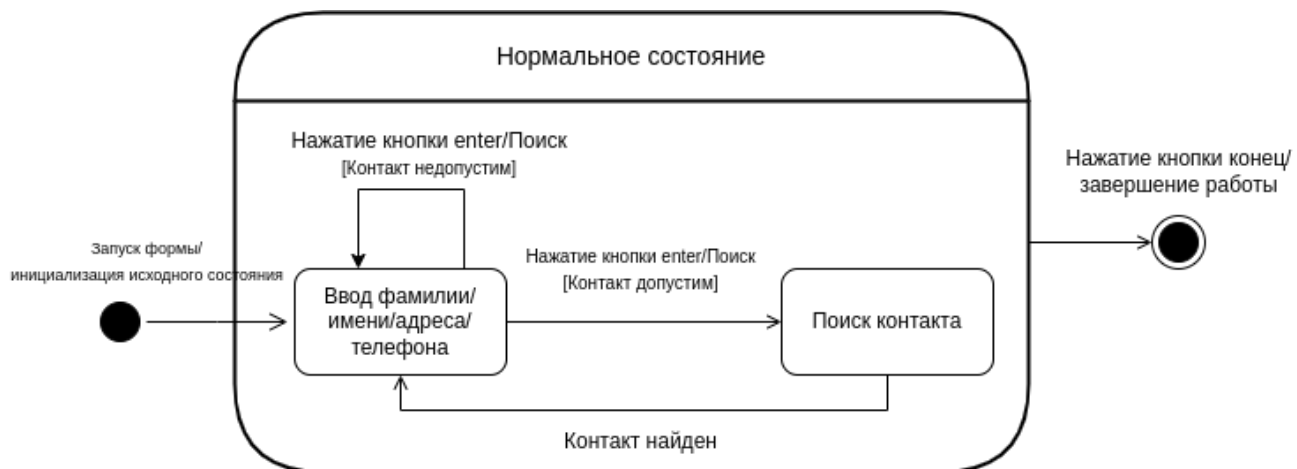 Нормальное состояние
Нажатие кнопки enter/Поиск
[Контакт недопустим]
Нажатие кнопки конец/
завершение работы
Запуск формы/
инициализация исходного состояния
Нажатие кнопки enter/Поиск
[Контакт допустим]
Ввод фамилии/
имени/адреса/
телефона
Поиск контакта
Контакт найден